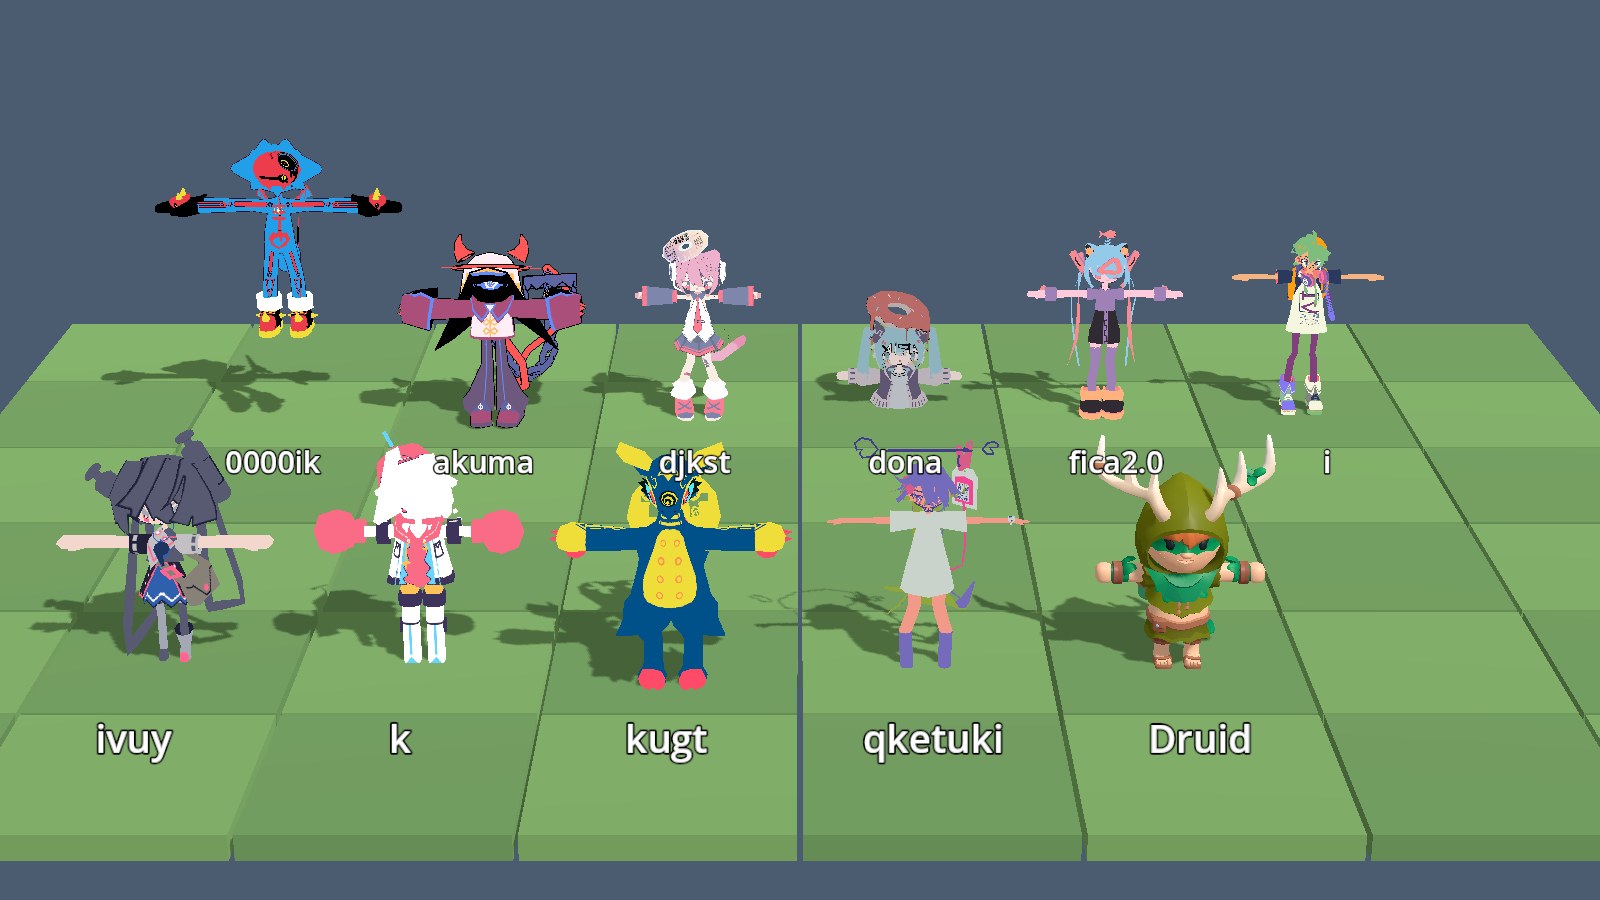 0000ik
akuma
djkst
dona
fica2.0
i
ivuy
k
kugt
qketuki
Druid